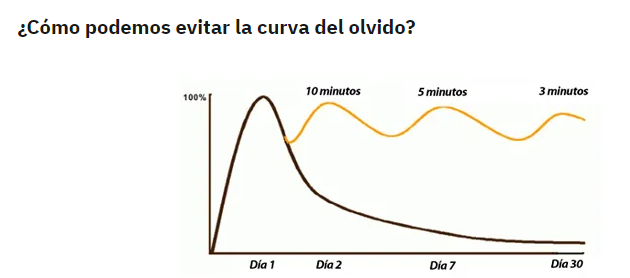 ¿Cómo podemos evitar la curva del olvido?
10 minutos 5 minutos 3 minutos
100%
Día 1 Día 2 Día 7 Día 30